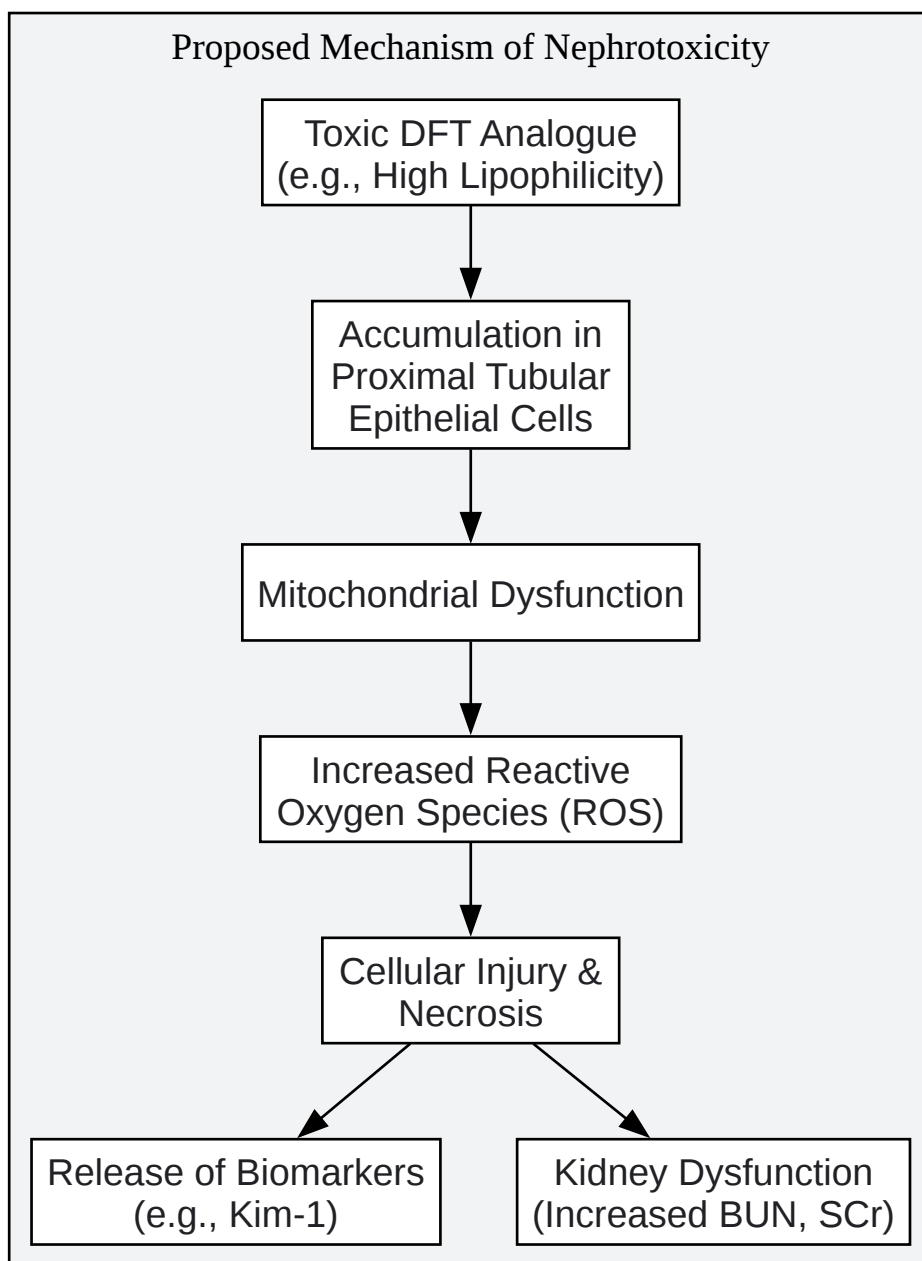 Proposed Mechanism of Nephrotoxicity
Toxic DFT Analogue
(e.g., High Lipophilicity)
Accumulation in
Proximal Tubular
Epithelial Cells
Mitochondrial Dysfunction
Increased Reactive
Oxygen Species (ROS)
Cellular Injury &
Necrosis
Release of Biomarkers
(e.g., Kim-1)
Kidney Dysfunction
(Increased BUN, SCr)